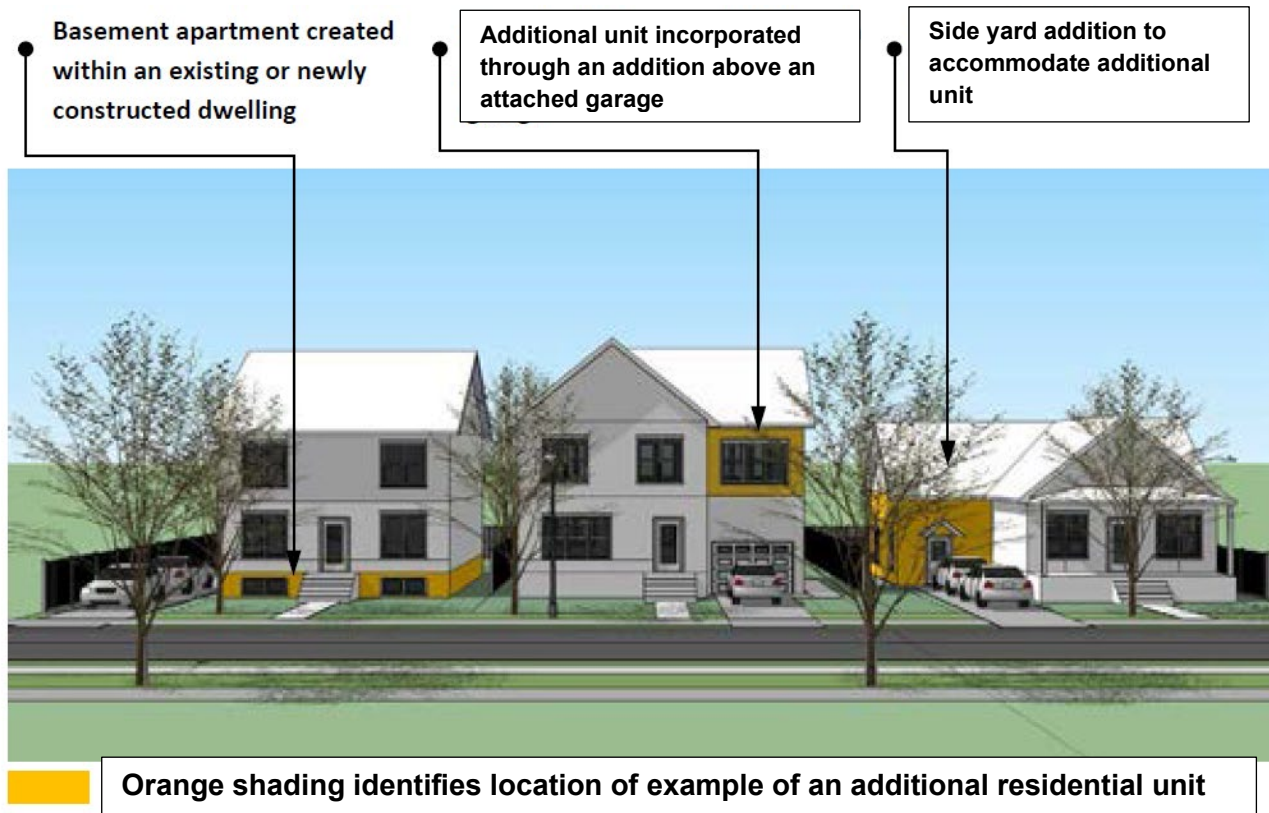 Basement apartment created
within an existing or newly
constructed dwelling
Additional unit incorporated
through an addition above an
attached garage
Side yard addition to
accommodate additional
unit
Orange shading identifies location of example of an additional residential unit